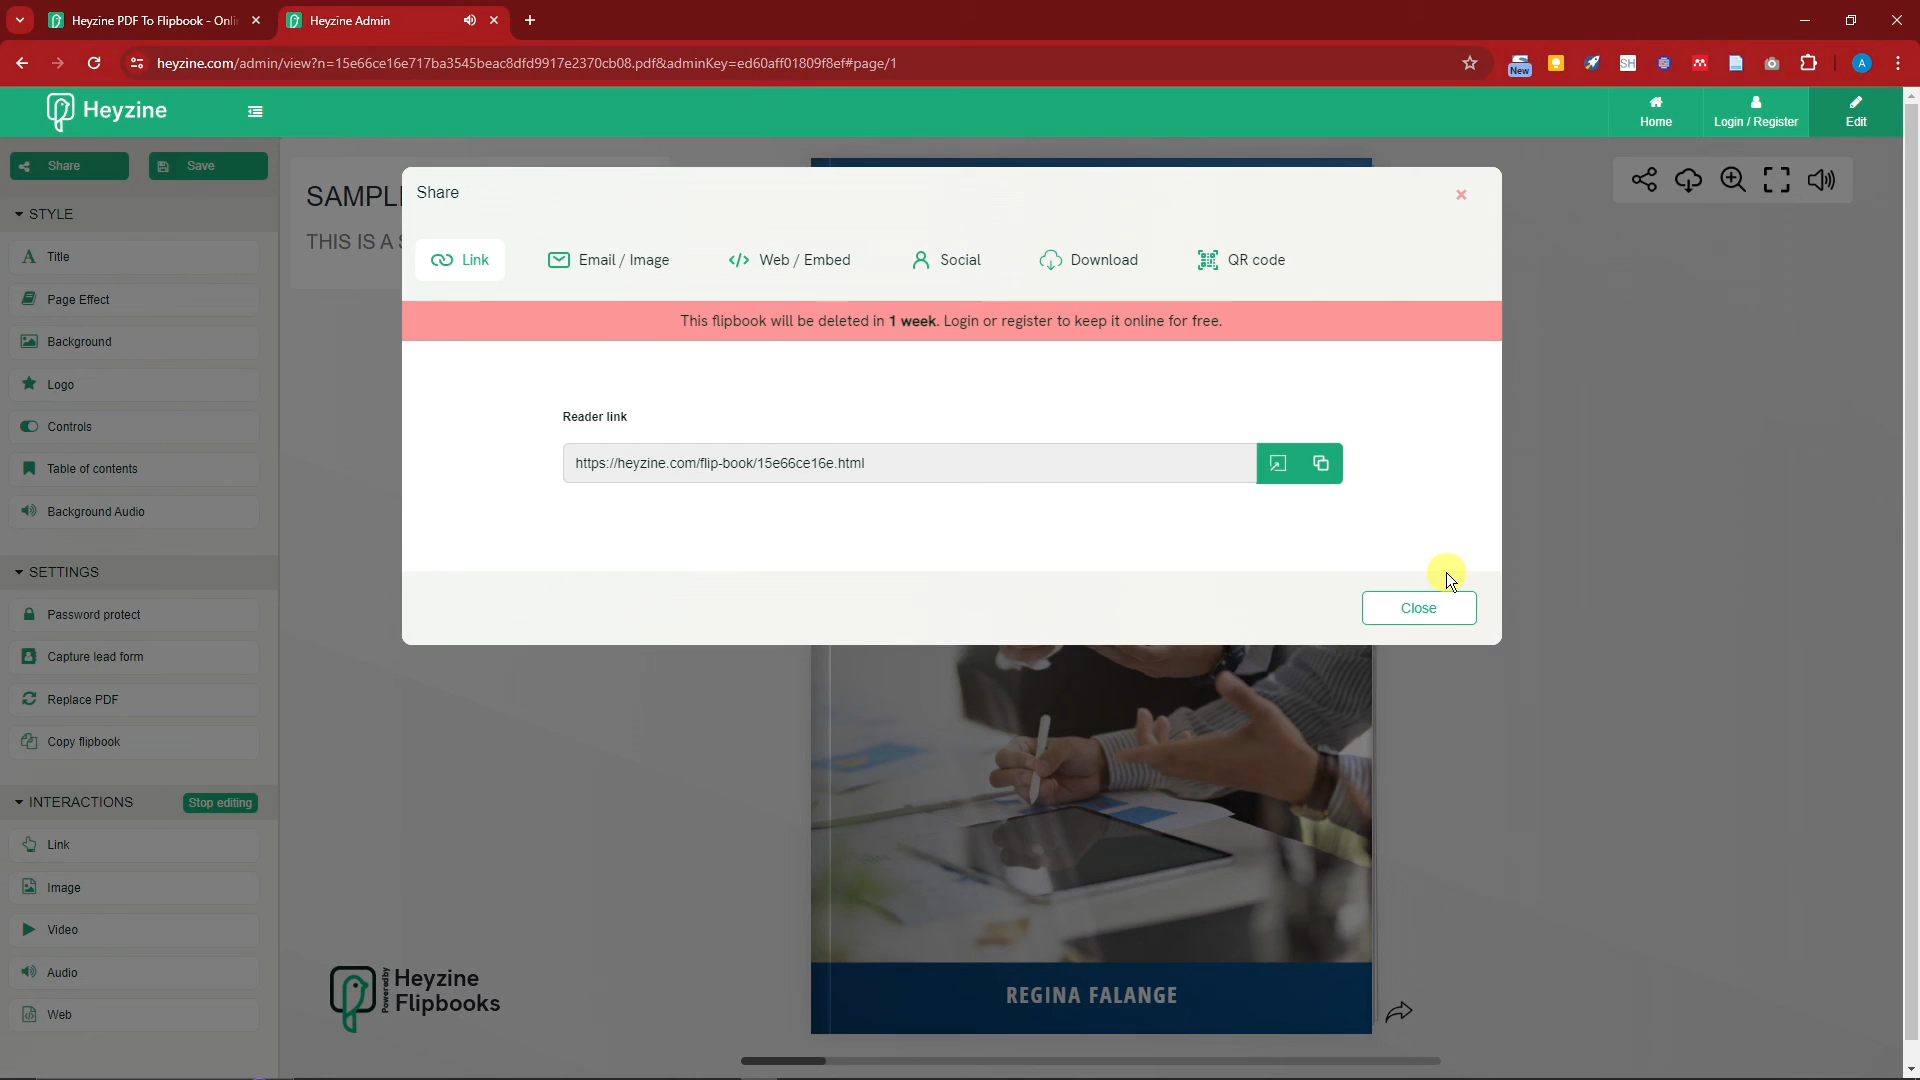 Heyzine PDF To Flipbook - Onli
Heyzine Admin
heyzine.com/admin/view?n=15e66ce16e717ba3545beac8dfd9917e2370cb08.pdf&adminKey=ed60aff01809f8ef#page/1
New
SH
A
Heyzine
Home
Login / Register
Edit
Share
Save
STYLE
Title
Page Effect
Background
Logo
Controls
Table of contents
Background Audio
SETTINGS
Password protect
Capture lead form
Replace PDF
Copy flipbook
INTERACTIONS
Stop editing
Link
Image
Video
Audio
Web
SAMPL
THIS IS A
Share
Link
Email / Image
Web / Embed
Social
Download
QR code
This flipbook will be deleted in 1 week. Login or register to keep it online for free.
Reader link
https://heyzine.com/flip-book/15e66ce16e.html
Close
Powered by
Heyzine
Flipbooks
REGINA FALANGE